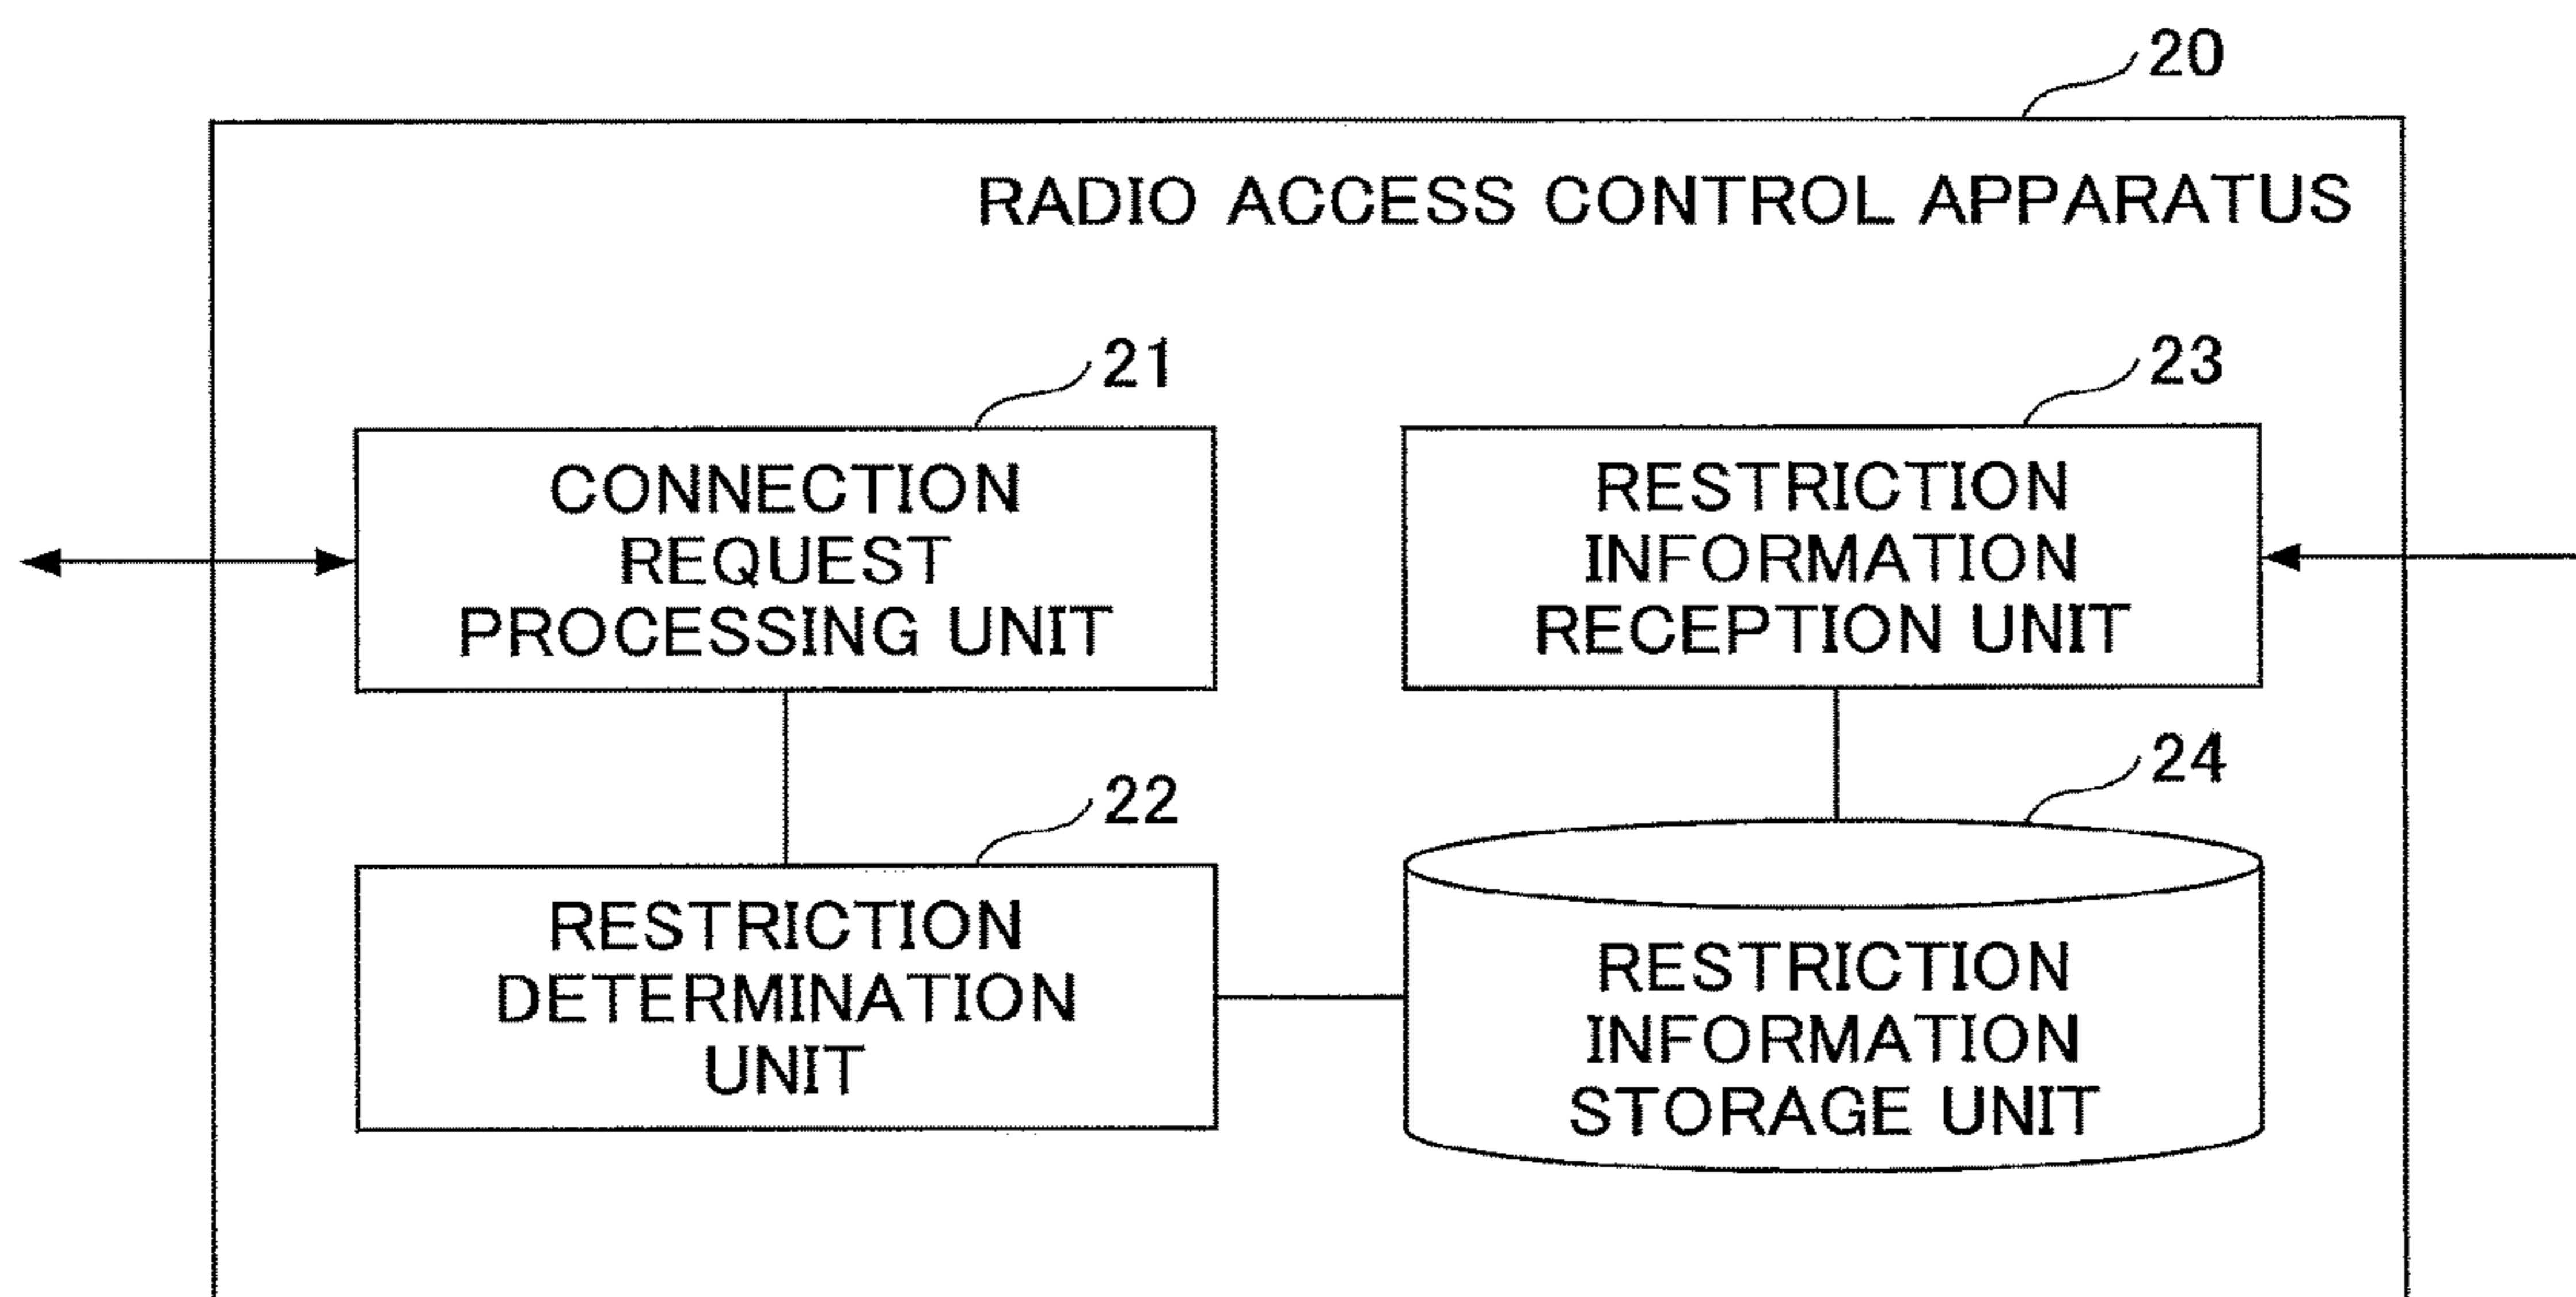 20
RADIO ACCESS CONTROL APPARATUS
21
CONNECTION
REQUEST
PROCESSING UNIT
23
RESTRICTION
INFORMATION
RECEPTION UNIT
22
RESTRICTION
DETERMINATION
UNIT
24
RESTRICTION
INFORMATION
STORAGE UNIT